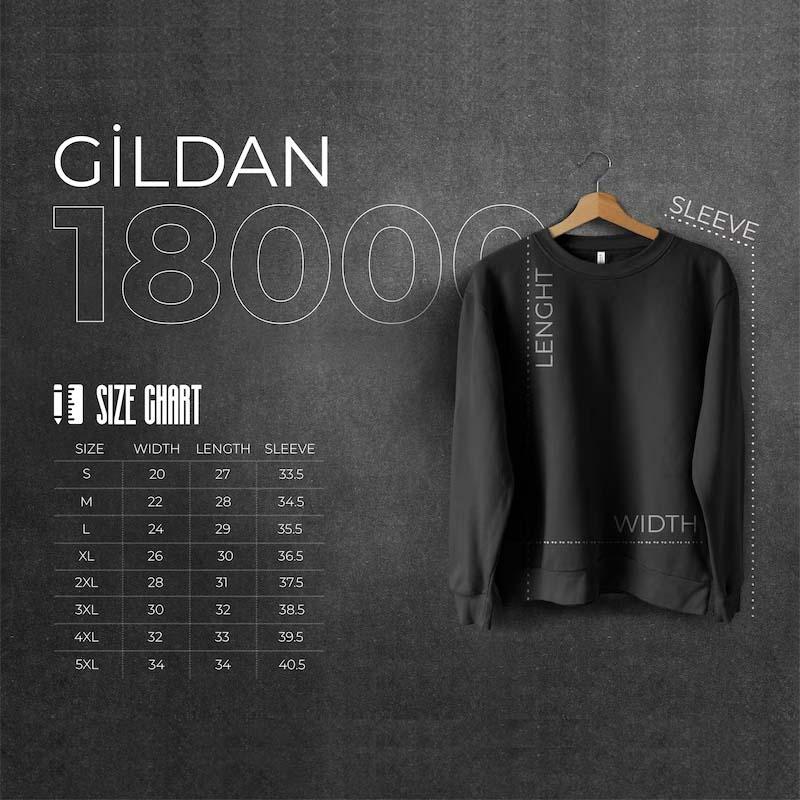 GİLDAN
18000
SLEEVE
LENGHT
WIDTH
SIZE CHART
SIZE WIDTH LENGTH SLEEVE
S 20 27 33.5
M 22 28 34.5
L 24 29 35.5
XL 26 30 36.5
2XL 28 31 37.5
3XL 30 32 38.5
4XL 32 33 39.5
5XL 34 34 40.5